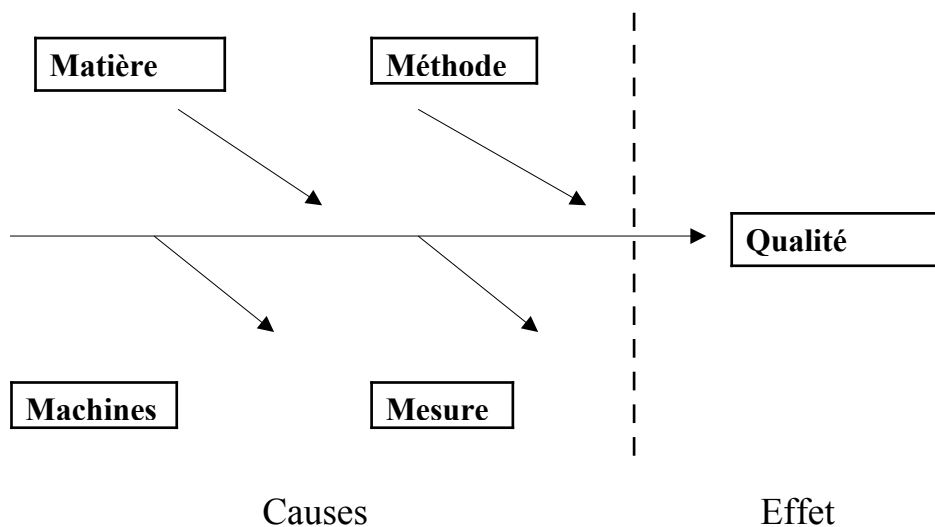 Matière
Méthode
Qualité
Machines
Mesure
Causes
Effet